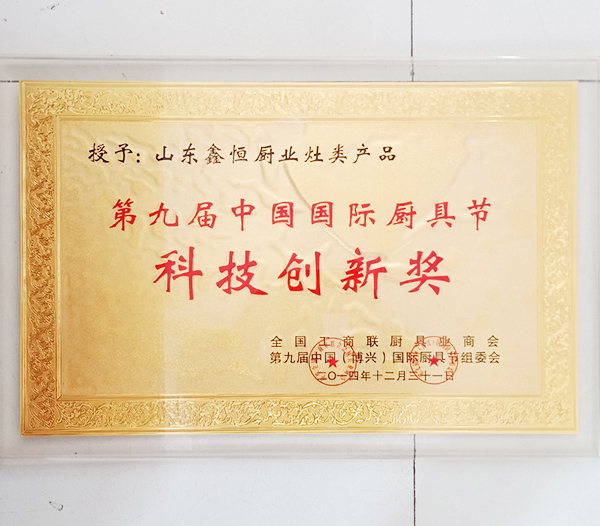 授予：山东鑫恒厨业灶类产品
第九届中国国际厨具节
科技创新奖
全国工商联厨具业商会
第九届中国（博兴）国际厨具节组委会
二〇一四年十二月三十一日